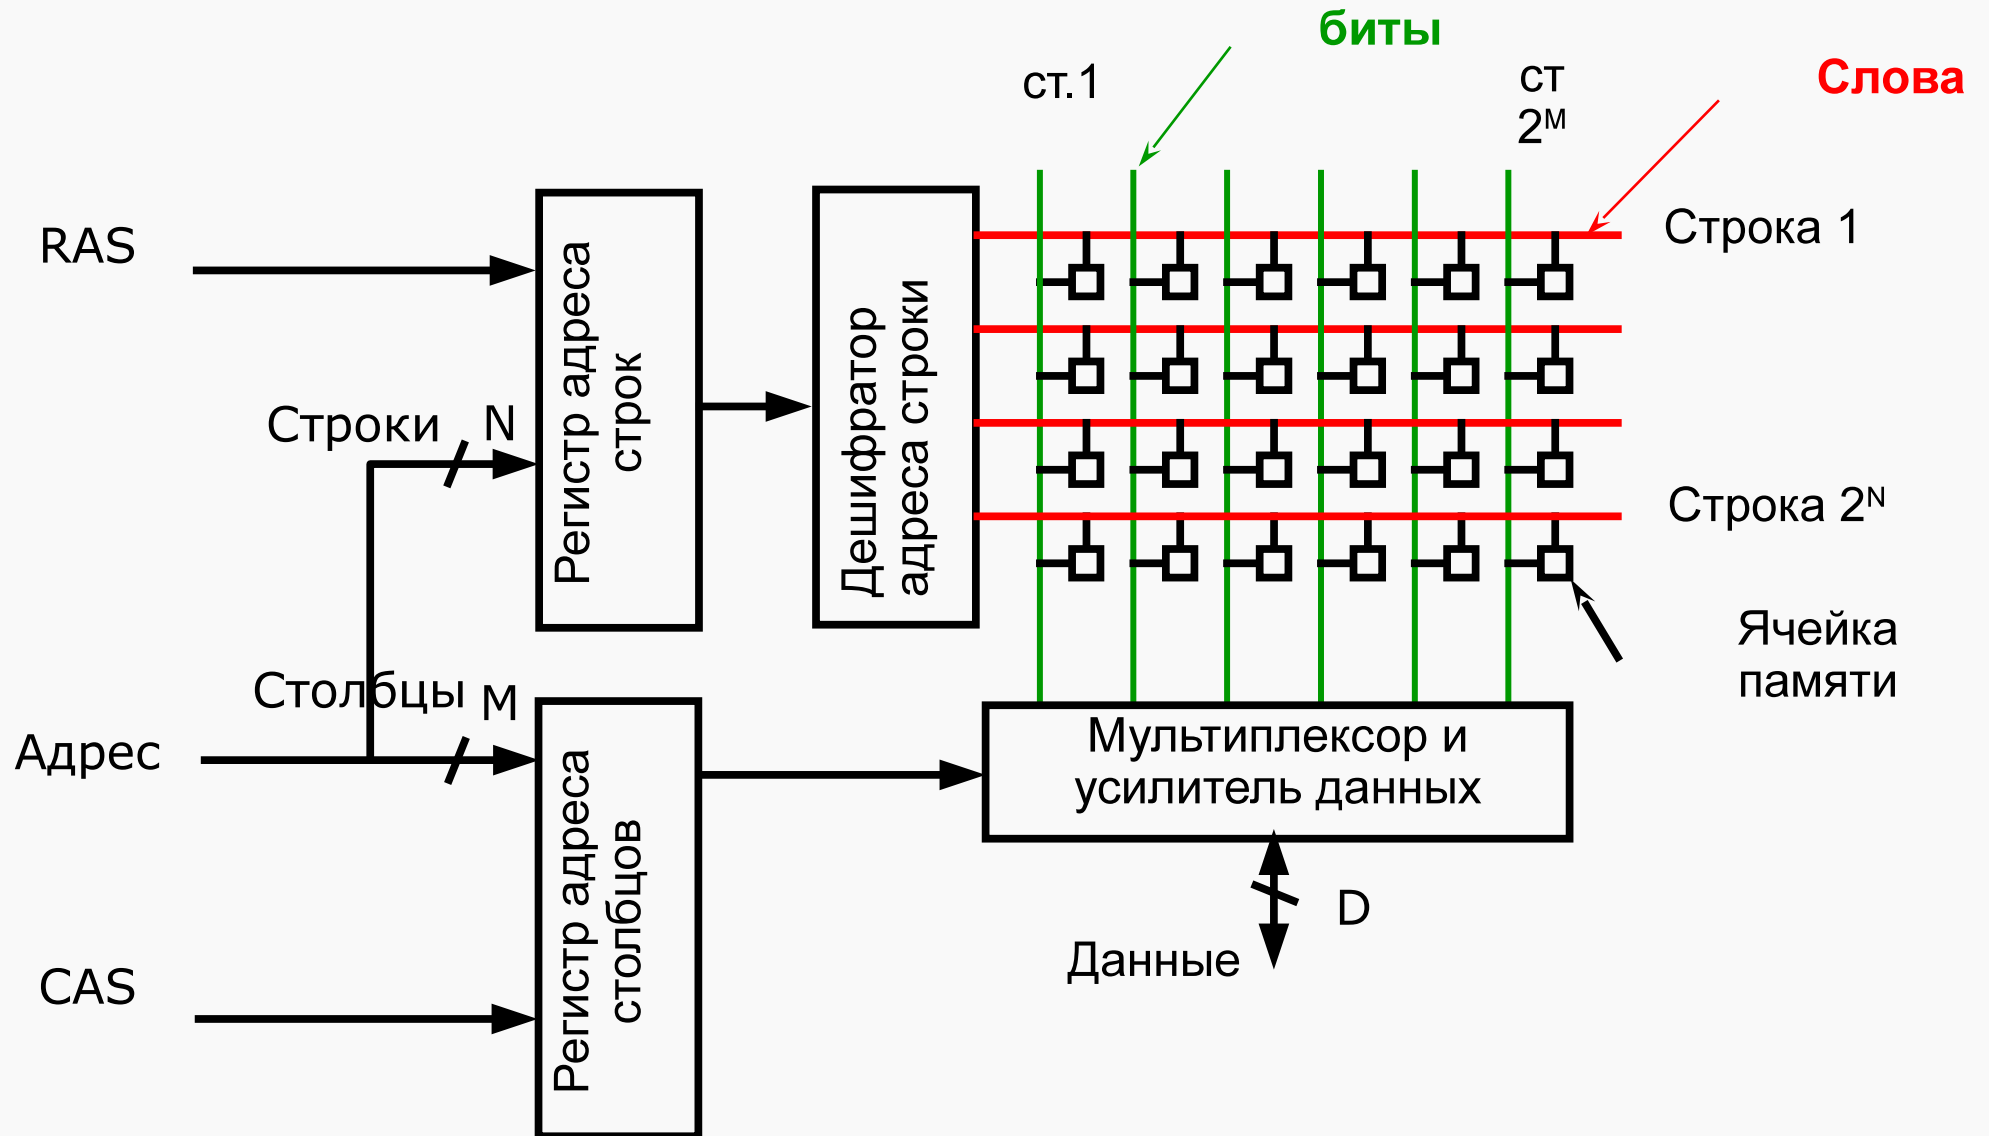 биты
ст.1
ст
2ᴹ
Слова
RAS
Строка 1
Регистр адреса
строк
Дешифратор
адреса строки
Строки N
Строка 2ᴺ
Ячейка
памяти
Столбцы M
Адрес
Мультиплексор и
усилитель данных
Регистр адреса
столбцов
D
Данные
CAS